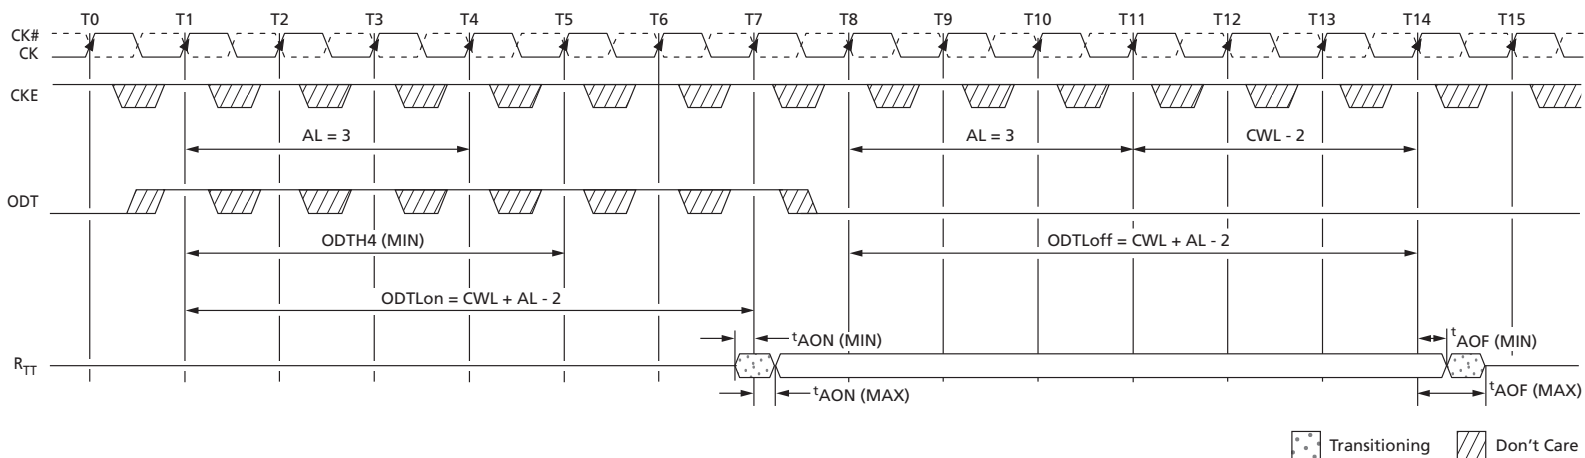 T0 T1 T2 T3 T4 T5 T6 T7 T8 T9 T10 T11 T12 T13 T14 T15
CK#
CK
CKE
AL = 3 AL = 3 CWL - 2
ODT
ODTH4 (MIN) ODTLoff = CWL + AL - 2
ODTLon = CWL + AL - 2
tAON (MIN) tAOF (MIN)
RTT
tAON (MAX) tAOF (MAX)
Transitioning Don't Care